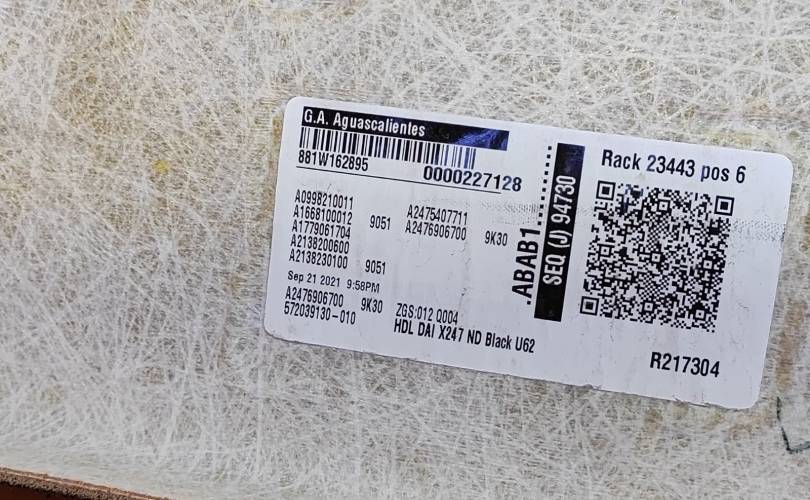 G.A. Aguascalientes
881W162895
0000227128
A0998210011
A1668100012 9051
A1779061704
A2138200600
A2138230100 9051
A2475407711
A2476906700 9K30
Sep 21 2021 9:58PM
A2476906700 9K30
572039130-010
ZGS:012 Q004
HDL DAI X247 ND Black U62
.ABAB1
SEQ (J) 94730
Rack 23443 pos 6
R217304